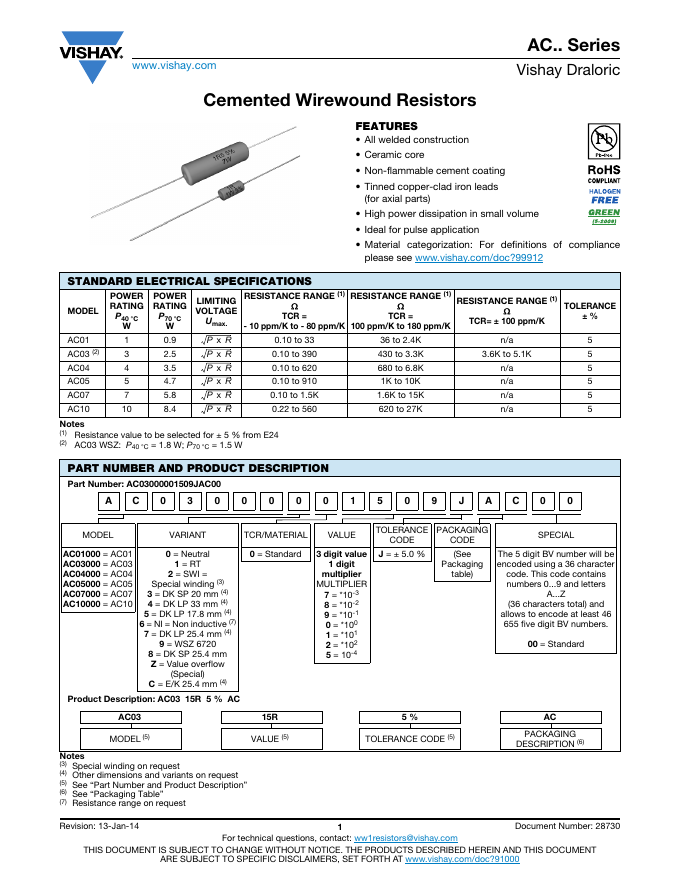 VISHAY.
www.vishay.com
AC.. Series
Vishay Draloric
Cemented Wirewound Resistors
FEATURES
• All welded construction
• Ceramic core
• Non-flammable cement coating
• Tinned copper-clad iron leads
(for axial parts)
• High power dissipation in small volume
• Ideal for pulse application
• Material categorization: For definitions of compliance
please see www.vishay.com/doc?99912
Pb
Pb-free
RoHS
COMPLIANT
HALOGEN
FREE
GREEN
(5-2008)
STANDARD ELECTRICAL SPECIFICATIONS
MODEL | POWER RATING P40 °C W | POWER RATING P70 °C W | LIMITING VOLTAGE Umax. | RESISTANCE RANGE (1) Ω TCR = - 10 ppm/K to - 80 ppm/K | RESISTANCE RANGE (1) Ω TCR = 100 ppm/K to 180 ppm/K | RESISTANCE RANGE (1) Ω TCR= ± 100 ppm/K | TOLERANCE ± %
AC01 1 0.9 √P x R 0.10 to 33 36 to 2.4K n/a 5
AC03 (2) 3 2.5 √P x R 0.10 to 390 430 to 3.3K 3.6K to 5.1K 5
AC04 4 3.5 √P x R 0.10 to 620 680 to 6.8K n/a 5
AC05 5 4.7 √P x R 0.10 to 910 1K to 10K n/a 5
AC07 7 5.8 √P x R 0.10 to 1.5K 1.6K to 15K n/a 5
AC10 10 8.4 √P x R 0.22 to 560 620 to 27K n/a 5
Notes
(1) Resistance value to be selected for ± 5 % from E24
(2) AC03 WSZ: P40 °C = 1.8 W; P70 °C = 1.5 W
PART NUMBER AND PRODUCT DESCRIPTION
Part Number: AC03000001509JAC00
A C 0 3 0 0 0 0 0 1 5 0 9 J A C 0 0
MODEL
AC01000 = AC01
AC03000 = AC03
AC04000 = AC04
AC05000 = AC05
AC07000 = AC07
AC10000 = AC10
VARIANT
0 = Neutral
1 = RT
2 = SWI =
Special winding (3)
3 = DK SP 20 mm (4)
4 = DK LP 33 mm (4)
5 = DK LP 17.8 mm (4)
6 = NI = Non inductive (7)
7 = DK LP 25.4 mm (4)
9 = WSZ 6720
8 = DK SP 25.4 mm
Z = Value overflow
(Special)
C = E/K 25.4 mm (4)
TCR/MATERIAL
0 = Standard
VALUE
3 digit value
1 digit
multiplier
MULTIPLIER
7 = *10-3
8 = *10-2
9 = *10-1
0 = *100
1 = *101
2 = *102
5 = 10-4
TOLERANCE
CODE
J = ± 5.0 %
PACKAGING
CODE
(See
Packaging
table)
SPECIAL
The 5 digit BV number will be
encoded using a 36 character
code. This code contains
numbers 0...9 and letters
A...Z
(36 characters total) and
allows to encode at least 46
655 five digit BV numbers.
00 = Standard
Product Description: AC03 15R 5 % AC
AC03 15R 5 % AC
MODEL (5) VALUE (5) TOLERANCE CODE (5) PACKAGING
DESCRIPTION (6)
Notes
(3) Special winding on request
(4) Other dimensions and variants on request
(5) See “Part Number and Product Description”
(6) See “Packaging Table”
(7) Resistance range on request
Revision: 13-Jan-14 1 Document Number: 28730
For technical questions, contact: ww1resistors@vishay.com
THIS DOCUMENT IS SUBJECT TO CHANGE WITHOUT NOTICE. THE PRODUCTS DESCRIBED HEREIN AND THIS DOCUMENT
ARE SUBJECT TO SPECIFIC DISCLAIMERS, SET FORTH AT www.vishay.com/doc?91000